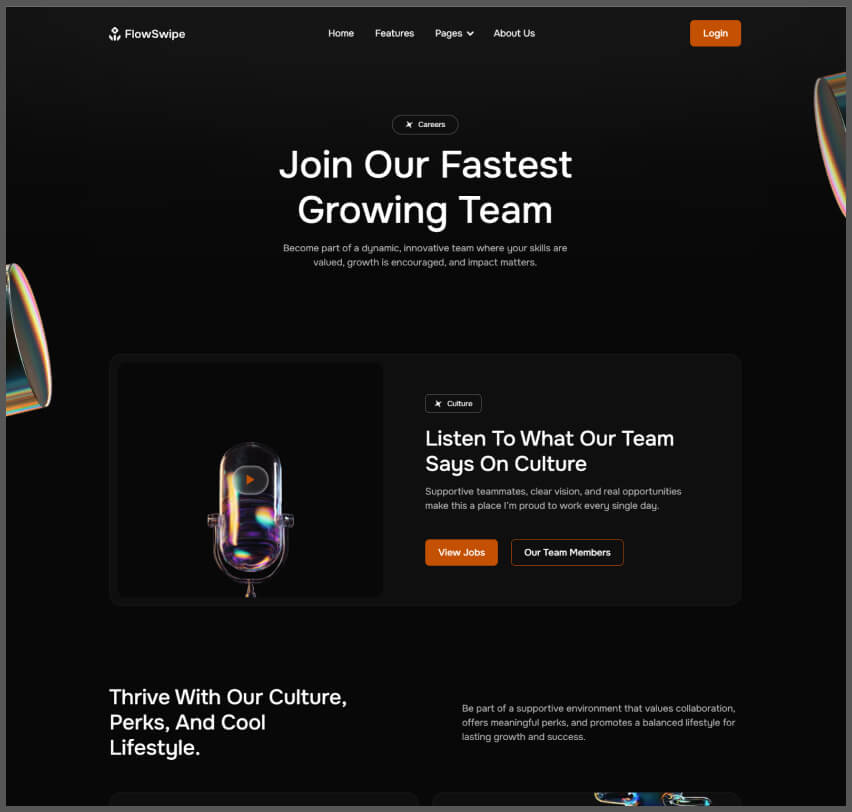 FlowSwipe
Home
Features
Pages
About Us
Login
Careers
Join Our Fastest
Growing Team
Become part of a dynamic, innovative team where your skills are
valued, growth is encouraged, and impact matters.
Culture
Listen To What Our Team
Says On Culture
Supportive teammates, clear vision, and real opportunities
make this a place I'm proud to work every single day.
View Jobs
Our Team Members
Thrive With Our Culture,
Perks, And Cool
Lifestyle.
Be part of a supportive environment that values collaboration,
offers meaningful perks, and promotes a balanced lifestyle for
lasting growth and success.